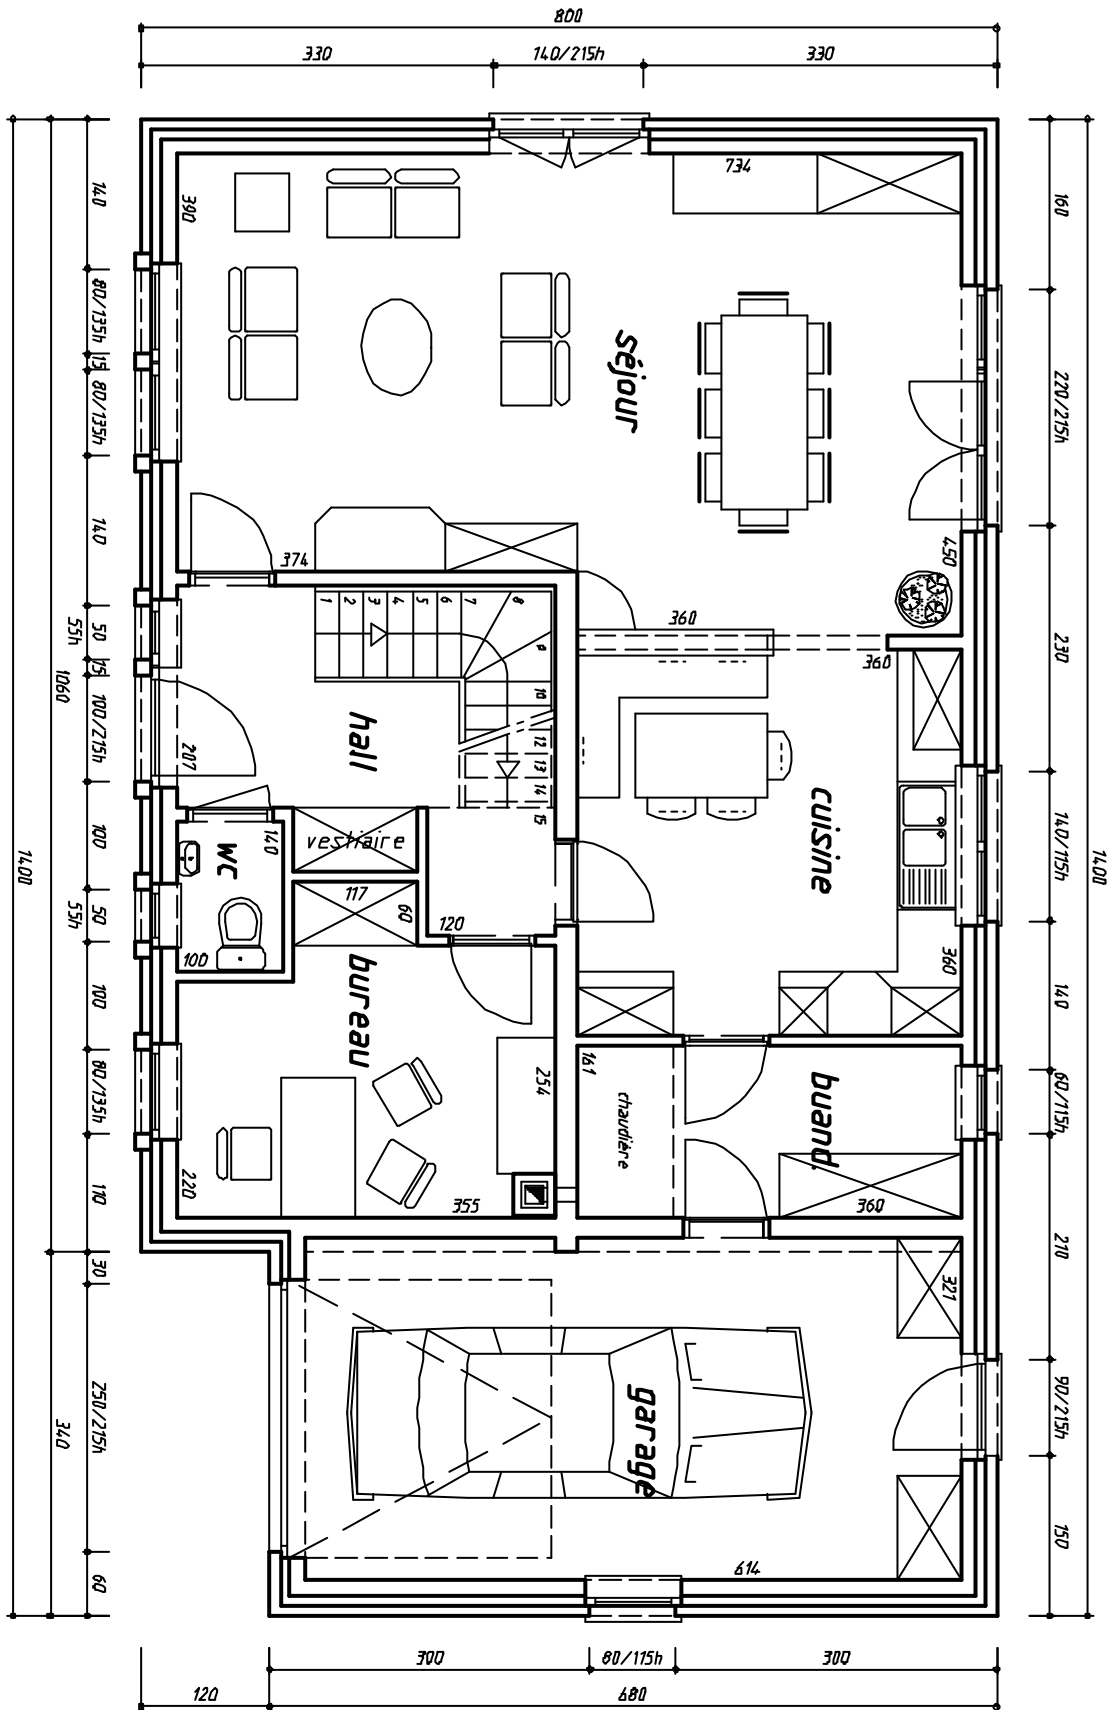 800
330
140/215h
330
734
390
séjour
374
450
360
360
1
2
3
4
5
6
7
8
9
10
12
13
14
15
hall
207
cuisine
vestiaire
140
WC
100
117
60
120
360
bureau
254
355
220
161
chaudière
buand.
360
321
garage
614
140
80/135h
15
80/135h
140
50
55h
15
100/215h
100
50
55h
100
80/135h
110
30
250/215h
60
1060
340
1400
160
220/215h
230
140/115h
140
60/115h
210
90/215h
150
1400
300
80/115h
300
120
680